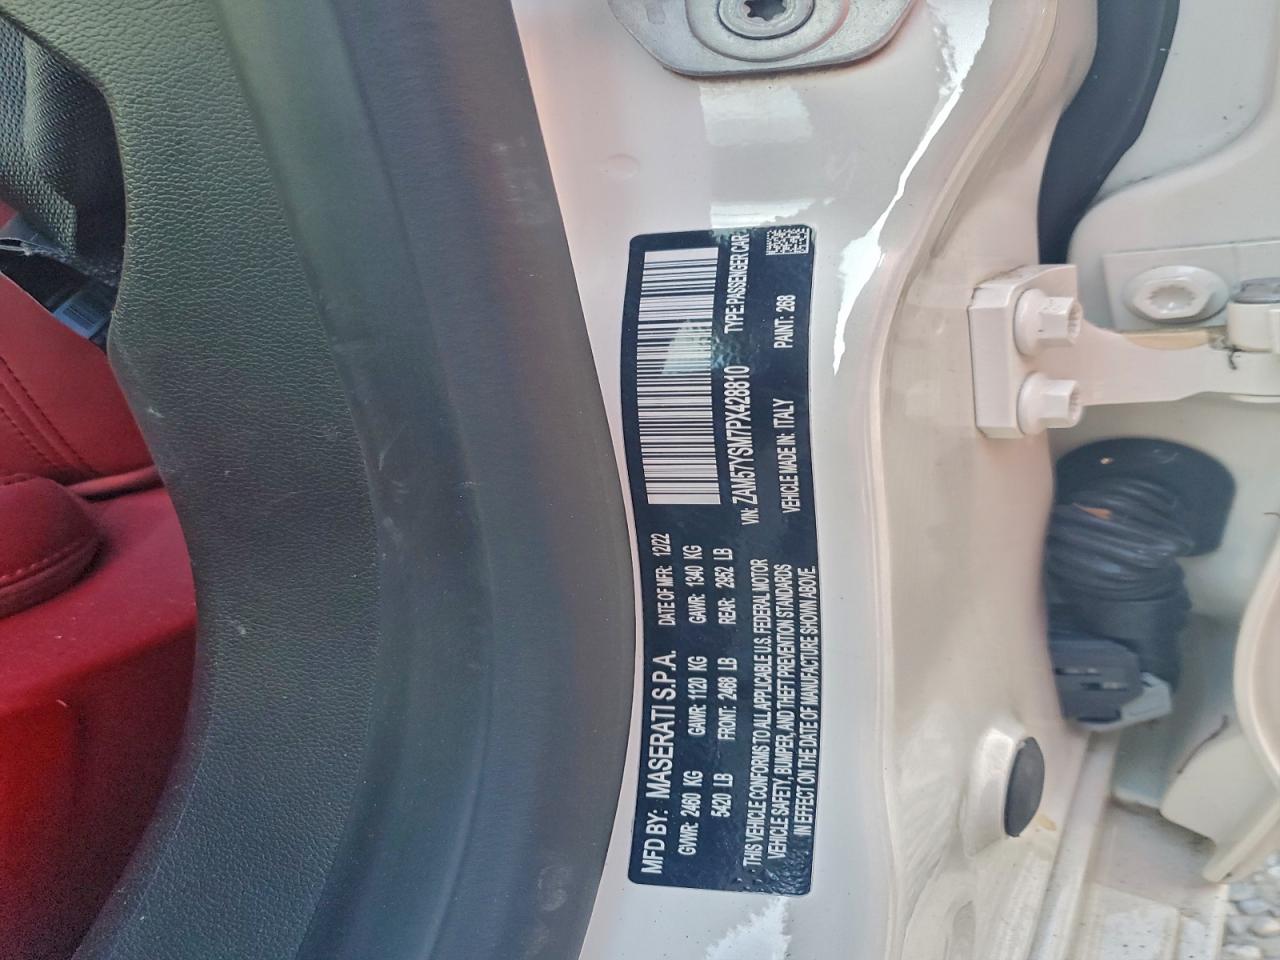 MFD BY: MASERATI S.P.A. DATE OF MFR: 12/22
GVWR: 2460 KG GAWR: 1120 KG GAWR: 1340 KG
5420 LB FRONT: 2468 LB REAR: 2952 LB
THIS VEHICLE CONFORMS TO ALL APPLICABLE U.S. FEDERAL MOTOR
VEHICLE SAFETY, BUMPER, AND THEFT PREVENTION STANDARDS
IN EFFECT ON THE DATE OF MANUFACTURE SHOWN ABOVE.
VIN: ZAM57YSM7PX428810 TYPE: PASSENGER CAR
VEHICLE MADE IN: ITALY PAINT: 268